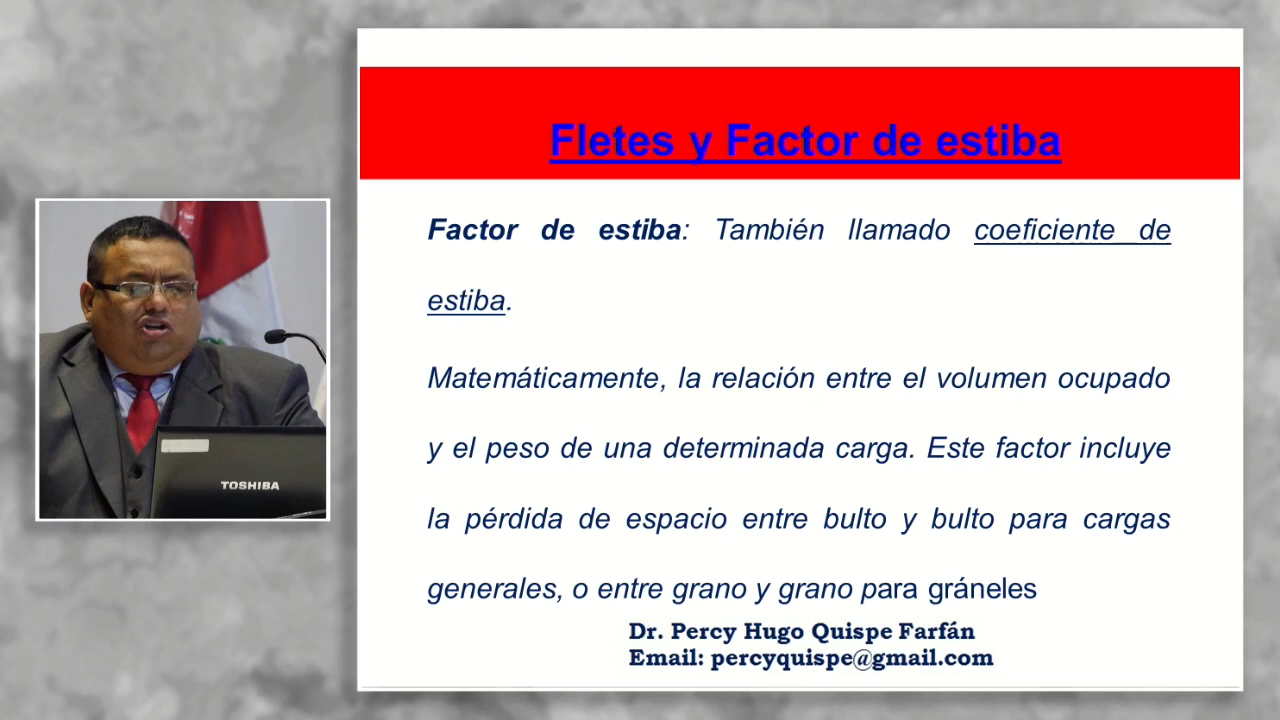 Fletes y Factor de estiba
Factor de estiba: También llamado coeficiente de
estiba.
Matemáticamente, la relación entre el volumen ocupado
y el peso de una determinada carga. Este factor incluye
la pérdida de espacio entre bulto y bulto para cargas
generales, o entre grano y grano para gráneles
Dr. Percy Hugo Quispe Farfán
Email: percyquispe@gmail.com
TOSHIBA